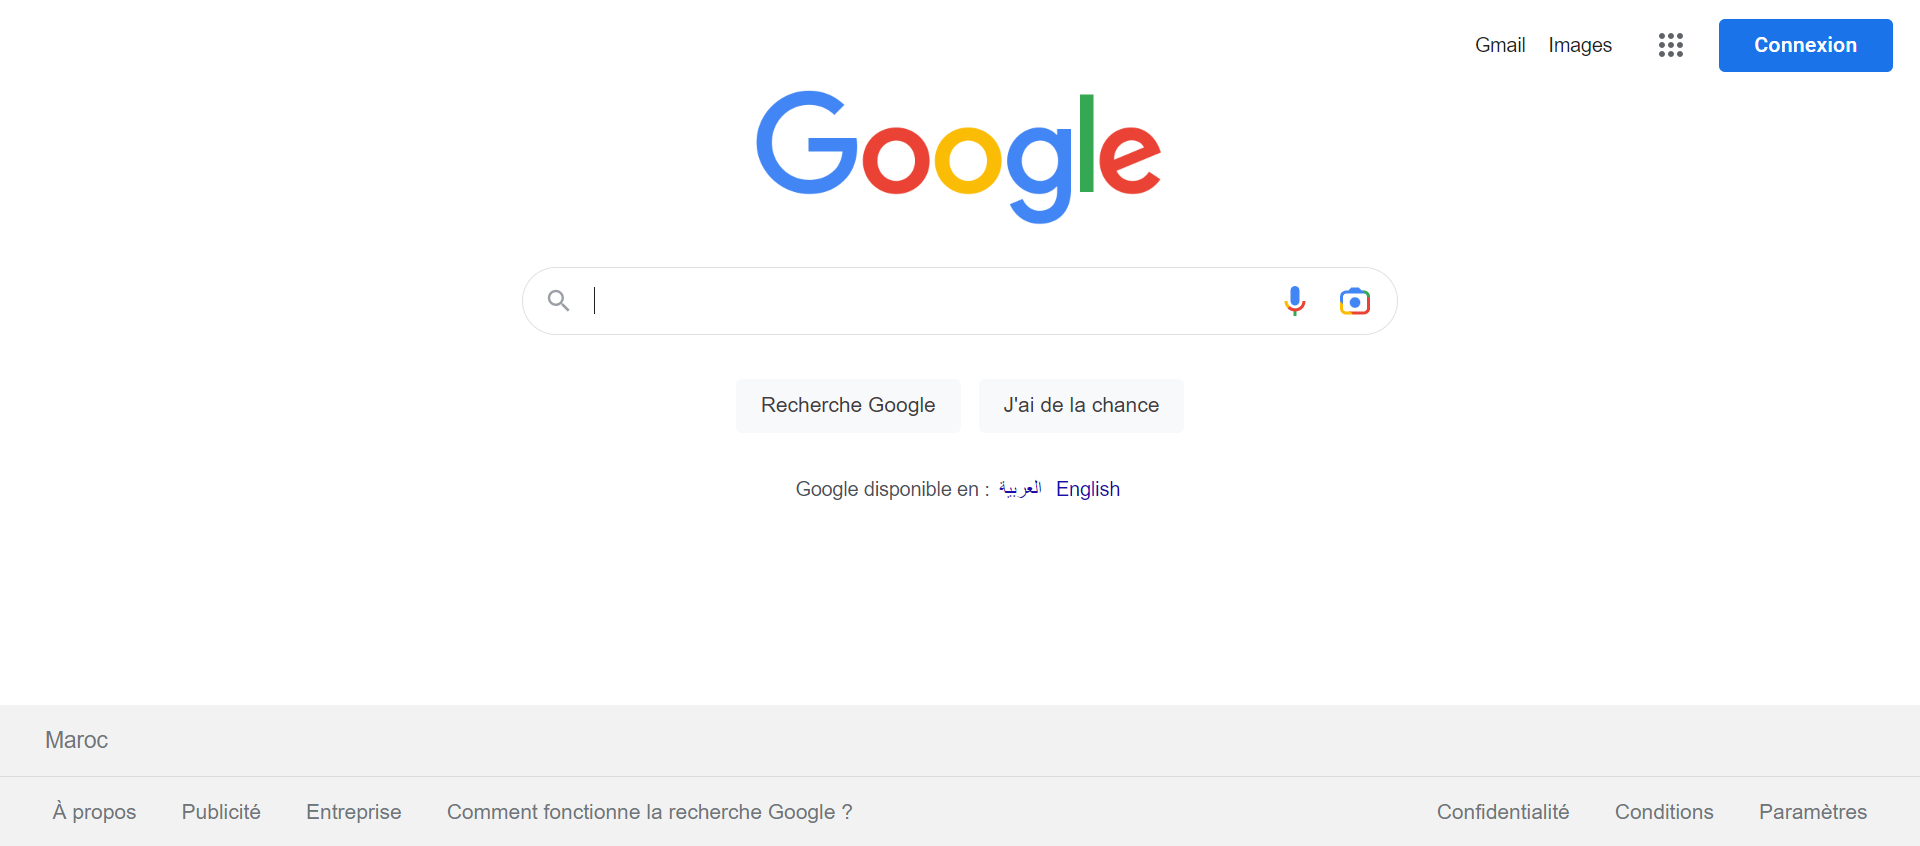 Gmail Images Connexion
Google
Recherche Google J'ai de la chance
Google disponible en : العربية English
Maroc
À propos Publicité Entreprise Comment fonctionne la recherche Google ? Confidentialité Conditions Paramètres